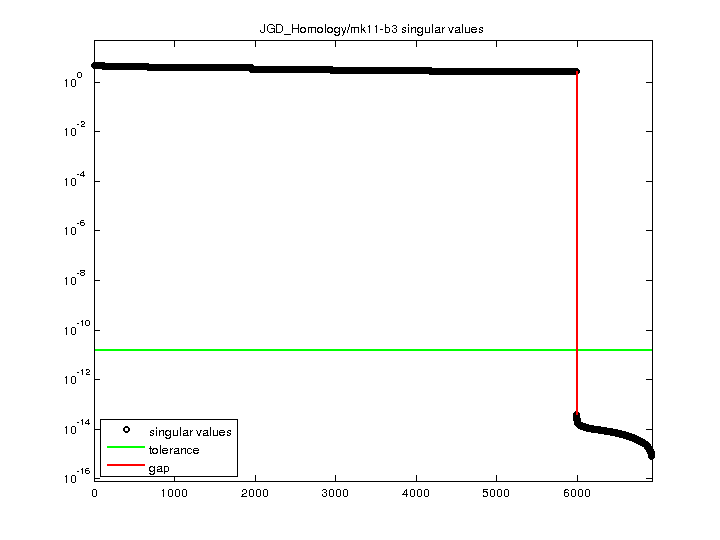 JGD_Homology/mk11-b3 singular values
10^0
10^-2
10^-4
10^-6
10^-8
10^-10
10^-12
10^-14
10^-16
singular values
tolerance
gap
0 1000 2000 3000 4000 5000 6000